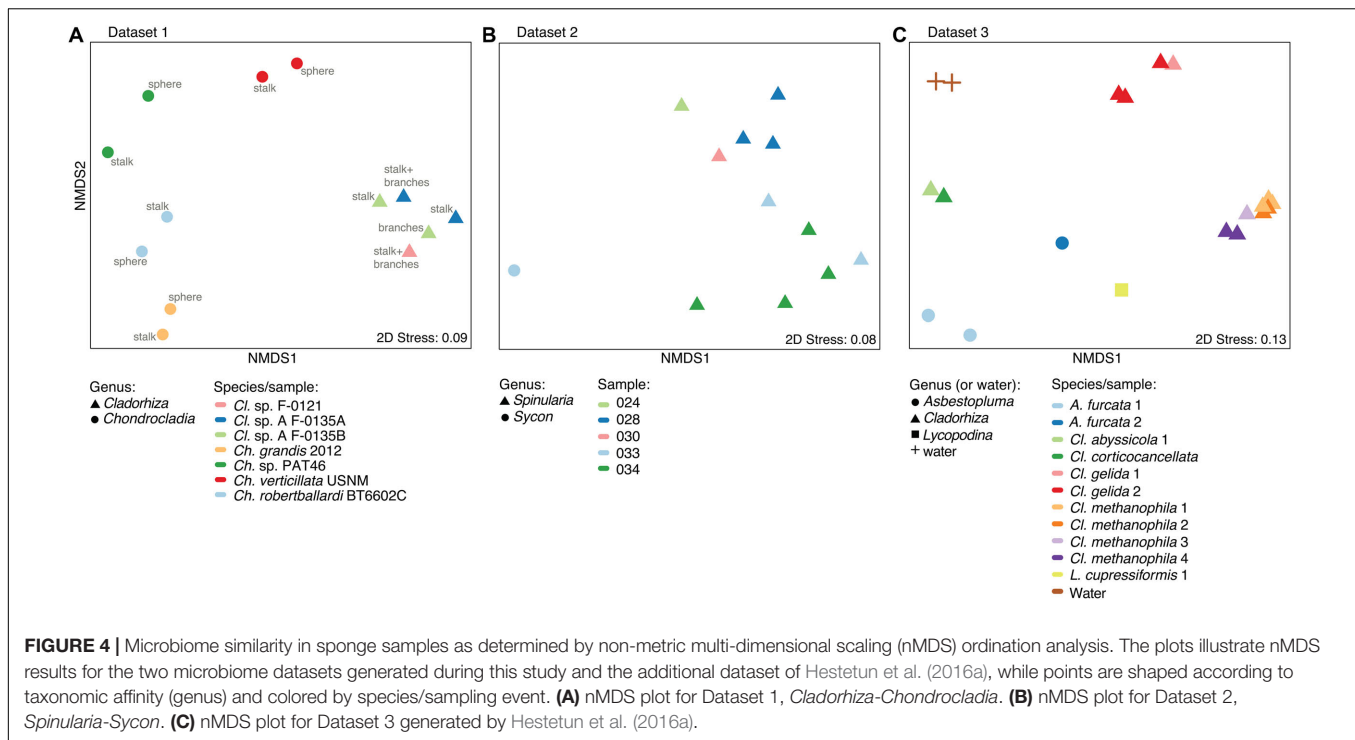 A Dataset 1
sphere
stalk
sphere
stalk
stalk
sphere
sphere
stalk
stalk+
branches
stalk
stalk
branches
stalk+
branches
NMDS2
2D Stress: 0.09
NMDS1
Genus:
Cladorhiza
Chondrocladia
Species/sample:
Cl. sp. F-0121
Cl. sp. A F-0135A
Cl. sp. A F-0135B
Ch. grandis 2012
Ch. sp. PAT46
Ch. verticillata USNM
Ch. robertballardi BT6602C
B Dataset 2
2D Stress: 0.08
NMDS1
Genus:
Spinularia
Sycon
Sample:
024
028
030
033
034
C Dataset 3
2D Stress: 0.13
NMDS1
Genus (or water):
Asbestopluma
Cladorhiza
Lycopodina
water
Species/sample:
A. furcata 1
A. furcata 2
Cl. abyssicola 1
Cl. corticocancellata
Cl. gelida 1
Cl. gelida 2
Cl. methanophila 1
Cl. methanophila 2
Cl. methanophila 3
Cl. methanophila 4
L. cupressiformis 1
Water
FIGURE 4 | Microbiome similarity in sponge samples as determined by non-metric multi-dimensional scaling (nMDS) ordination analysis. The plots illustrate nMDS
results for the two microbiome datasets generated during this study and the additional dataset of Hestetun et al. (2016a), while points are shaped according to
taxonomic affinity (genus) and colored by species/sampling event. (A) nMDS plot for Dataset 1, Cladorhiza-Chondrocladia. (B) nMDS plot for Dataset 2,
Spinularia-Sycon. (C) nMDS plot for Dataset 3 generated by Hestetun et al. (2016a).